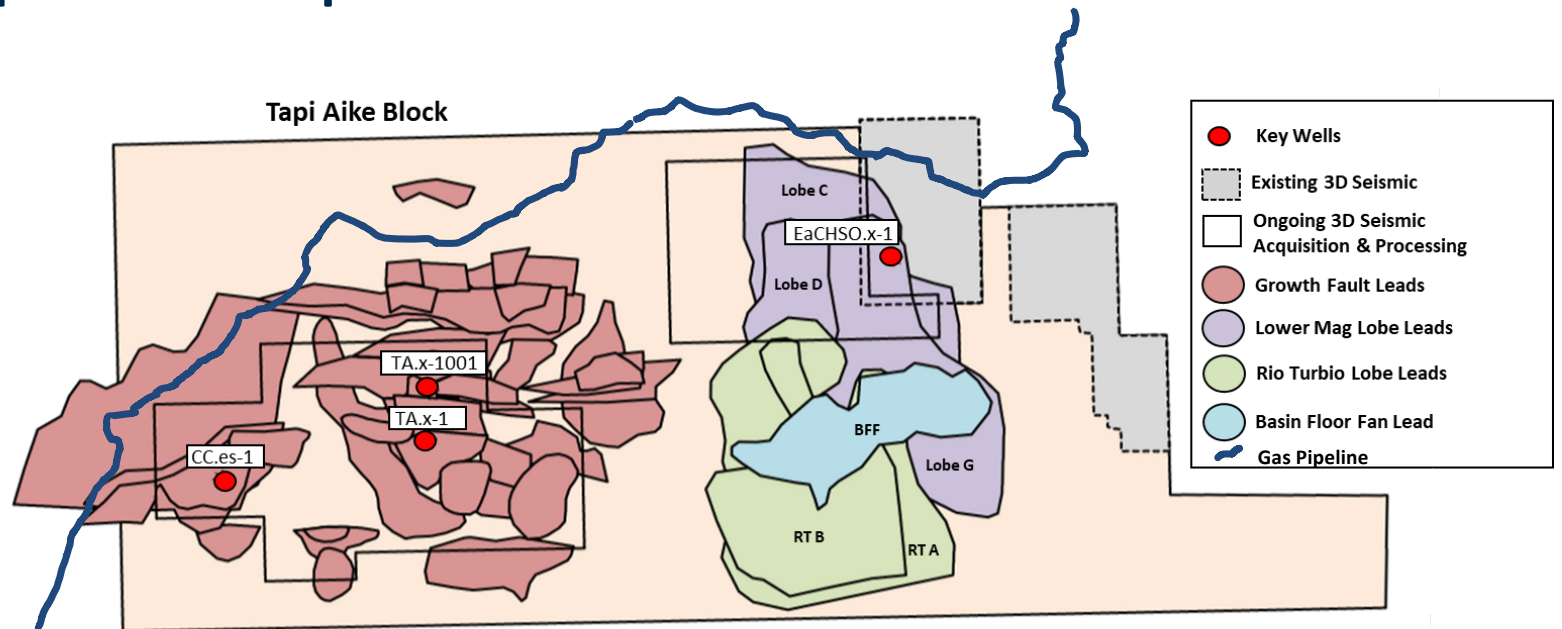 Tapi Aike Block
Key Wells
Existing 3D Seismic
Ongoing 3D Seismic
Acquisition & Processing
Growth Fault Leads
Lower Mag Lobe Leads
Rio Turbio Lobe Leads
Basin Floor Fan Lead
Gas Pipeline
Lobe C
EaCHSO.x-1
Lobe D
TA.x-1001
TA.x-1
CC.es-1
BFF
Lobe G
RT B
RT A